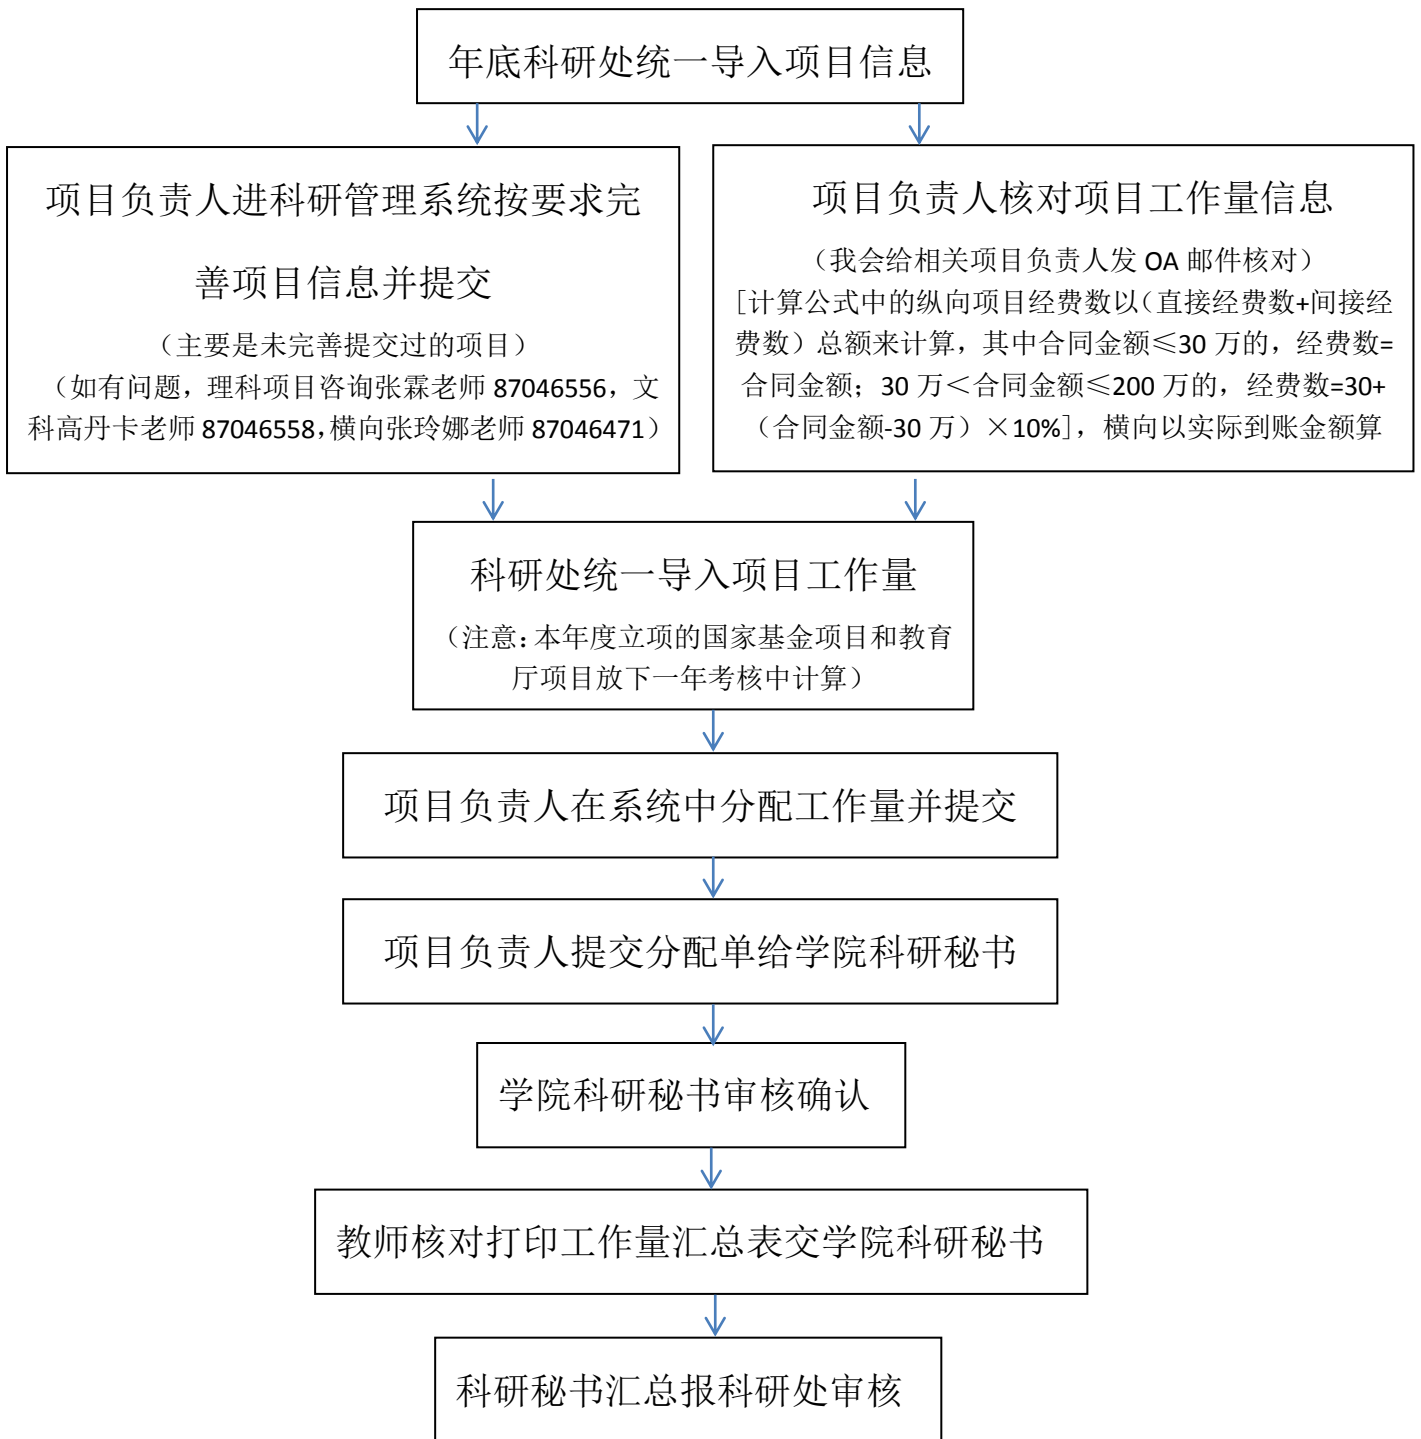 年底科研处统一导入项目信息
项目负责人进科研管理系统按要求完
善项目信息并提交
（主要是未完善提交过的项目）
（如有问题，理科项目咨询张霖老师 87046556，文
科高丹卡老师 87046558，横向张玲娜老师 87046471）
项目负责人核对项目工作量信息
（我会给相关项目负责人发 OA 邮件核对）
[计算公式中的纵向项目经费数以（直接经费数+间接经
费数）总额来计算，其中合同金额≤30 万的，经费数=
合同金额；30 万＜合同金额≤200 万的，经费数=30+
（合同金额-30 万）×10%]，横向以实际到账金额算
科研处统一导入项目工作量
（注意：本年度立项的国家基金项目和教育
厅项目放下一年考核中计算）
项目负责人在系统中分配工作量并提交
项目负责人提交分配单给学院科研秘书
学院科研秘书审核确认
教师核对打印工作量汇总表交学院科研秘书
科研秘书汇总报科研处审核